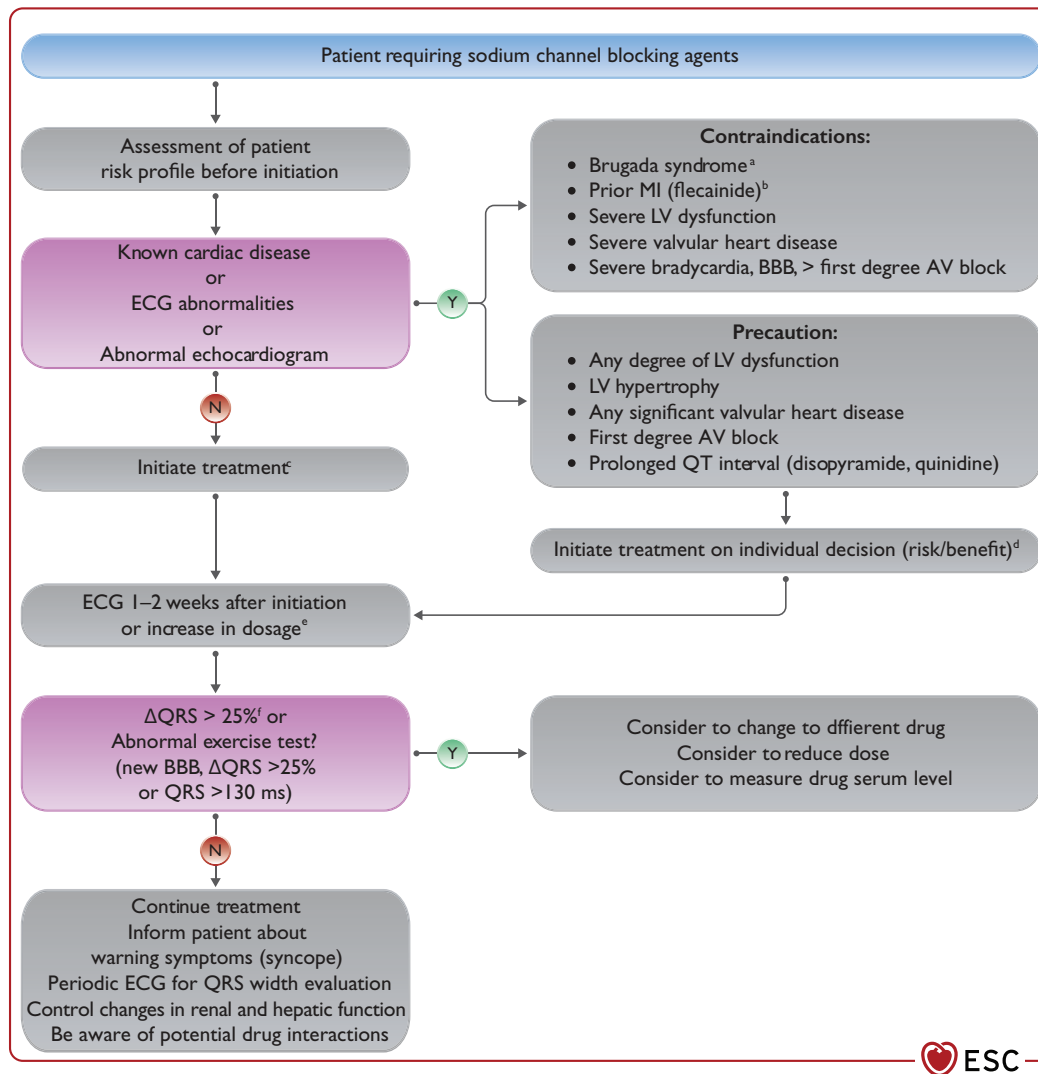 Patient requiring sodium channel blocking agents
Assessment of patient
risk profile before initiation
Known cardiac disease
or
ECG abnormalities
or
Abnormal echocardiogram
Y
Contraindications:
• Brugada syndrome a
• Prior MI (flecainide) b
• Severe LV dysfunction
• Severe valvular heart disease
• Severe bradycardia, BBB, > first degree AV block
Precaution:
• Any degree of LV dysfunction
• LV hypertrophy
• Any significant valvular heart disease
• First degree AV block
• Prolonged QT interval (disopyramide, quinidine)
N
Initiate treatment c
Initiate treatment on individual decision (risk/benefit) d
ECG 1–2 weeks after initiation
or increase in dosage e
ΔQRS > 25% f or
Abnormal exercise test?
(new BBB, ΔQRS >25%
or QRS >130 ms)
Y
Consider to change to dffierent drug
Consider to reduce dose
Consider to measure drug serum level
N
Continue treatment
Inform patient about
warning symptoms (syncope)
Periodic ECG for QRS width evaluation
Control changes in renal and hepatic function
Be aware of potential drug interactions
ESC